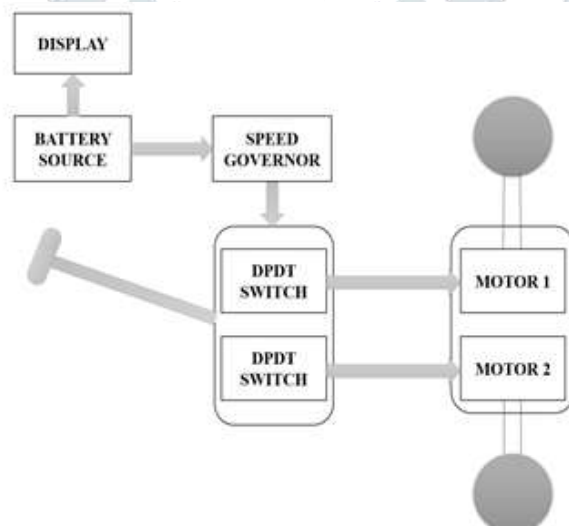 DISPLAY
BATTERY
SOURCE
SPEED
GOVERNOR
DPDT
SWITCH
MOTOR 1
DPDT
SWITCH
MOTOR 2